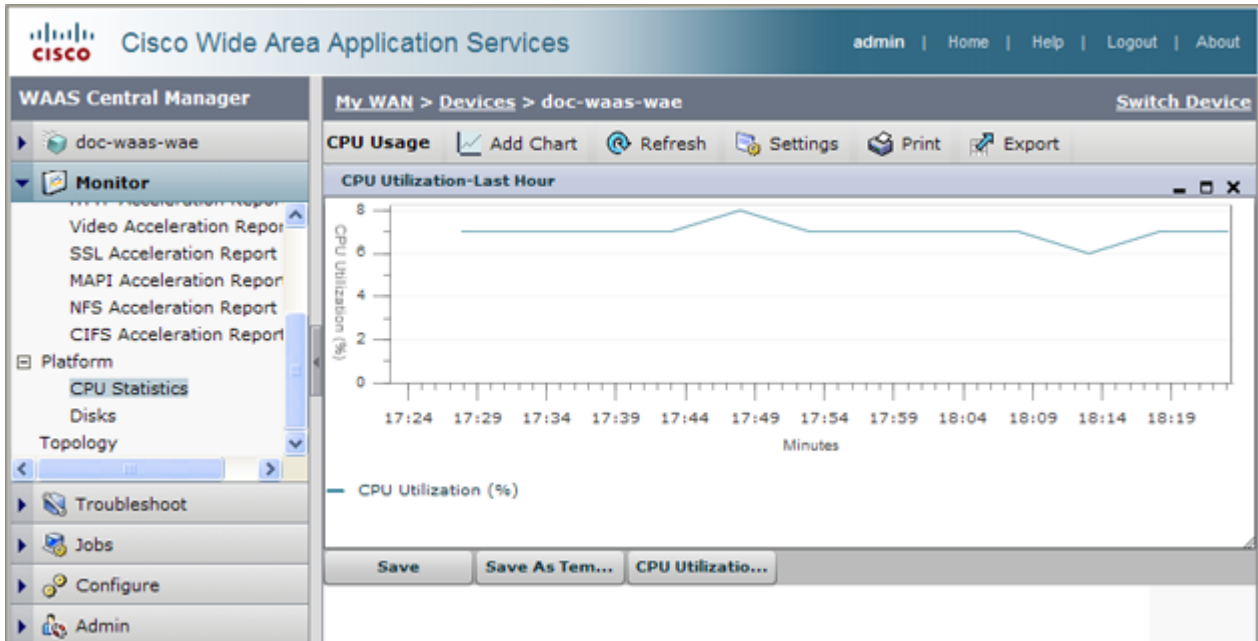 CISCO Cisco Wide Area Application Services admin | Home | Help | Logout | About
WAAS Central Manager
My WAN > Devices > doc-waas-wae Switch Device
doc-waas-wae
CPU Usage Add Chart Refresh Settings Print Export
Monitor
CPU Utilization-Last Hour
Video Acceleration Repor
SSL Acceleration Report
MAPI Acceleration Repor
NFS Acceleration Report
CIFS Acceleration Report
Platform
CPU Statistics
Disks
Topology
Troubleshoot
Jobs
Configure
Admin
CPU Utilization (%)
8
6
4
2
0
17:24 17:29 17:34 17:39 17:44 17:49 17:54 17:59 18:04 18:09 18:14 18:19
Minutes
CPU Utilization (%)
Save Save As Tem... CPU Utilizatio...